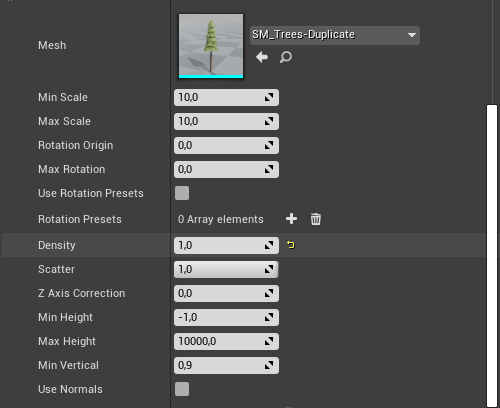 Mesh
SM_Trees-Duplicate
Min Scale 10,0
Max Scale 10,0
Rotation Origin 0,0
Max Rotation 0,0
Use Rotation Presets
Rotation Presets 0 Array elements
Density 1,0
Scatter 1,0
Z Axis Correction 0,0
Min Height -1,0
Max Height 10000,0
Min Vertical 0,9
Use Normals